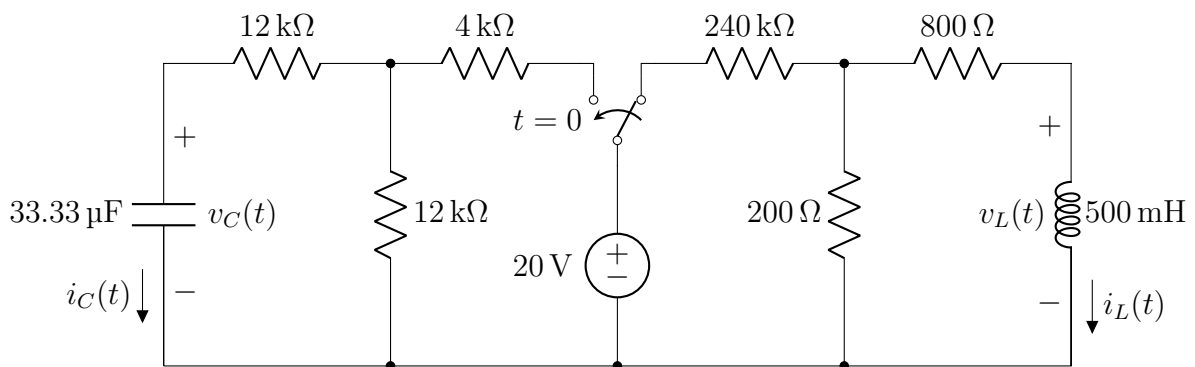 12 kΩ 4 kΩ 240 kΩ 800 Ω
t = 0
+ +
33.33 µF v_C(t) 12 kΩ 200 Ω v_L(t) 500 mH
20 V + −
i_C(t) − − i_L(t)